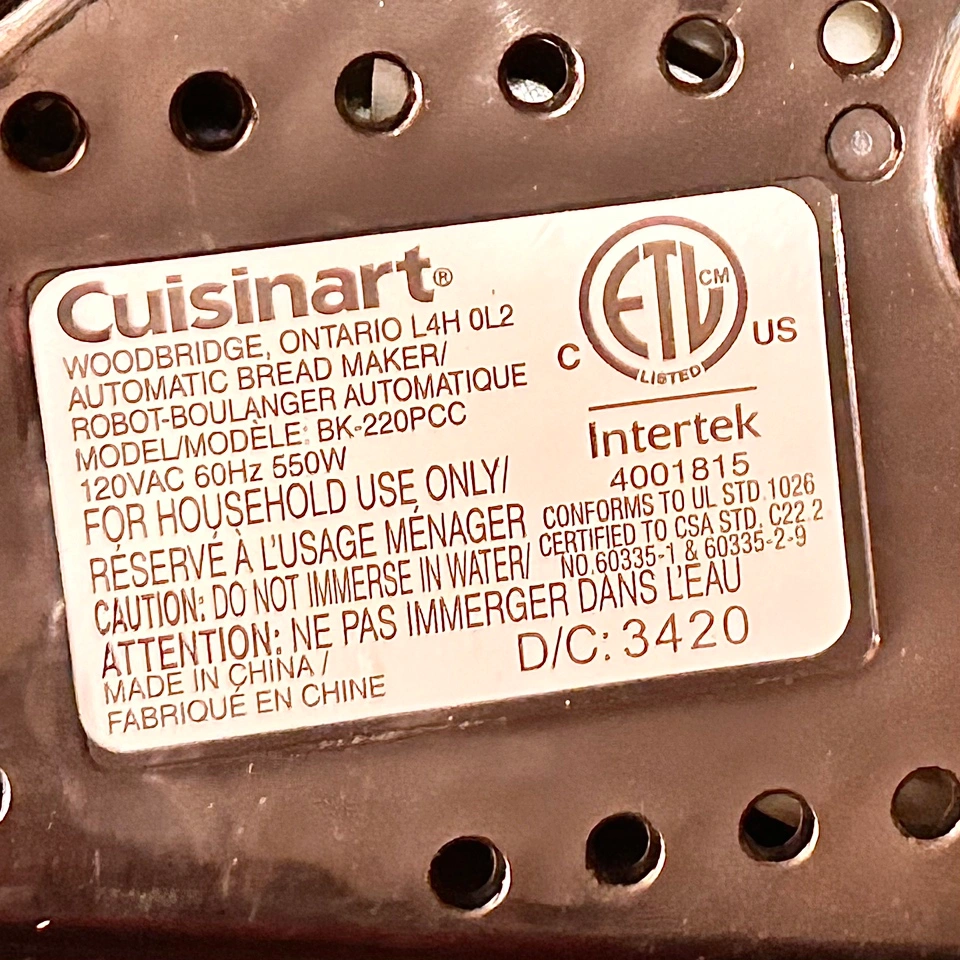 Cuisinart®
WOODBRIDGE, ONTARIO L4H 0L2
AUTOMATIC BREAD MAKER/
ROBOT-BOULANGER AUTOMATIQUE
MODEL/MODÈLE: BK-220PCC
120VAC 60Hz 550W
FOR HOUSEHOLD USE ONLY/
RÉSERVÉ À L'USAGE MÉNAGER
CAUTION: DO NOT IMMERSE IN WATER/
ATTENTION: NE PAS IMMERGER DANS L'EAU
MADE IN CHINA /
FABRIQUÉ EN CHINE
ETL CM
C US
LISTED
Intertek
4001815
CONFORMS TO UL STD.1026
CERTIFIED TO CSA STD. C22.2
NO.60335-1 & 60335-2-9
D/C: 3420